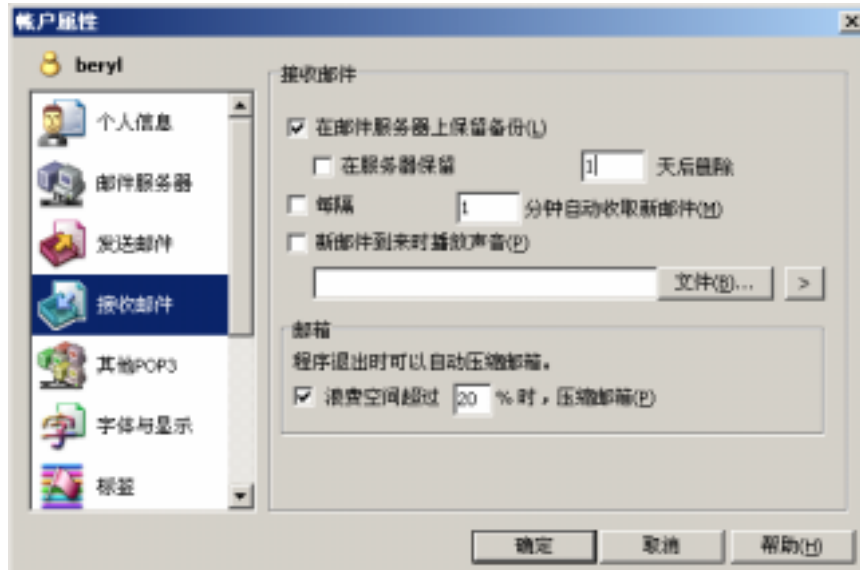 帐户属性
beryl
个人信息
邮件服务器
发送邮件
接收邮件
其他POP3
字体与显示
标签
接收邮件
在邮件服务器上保留备份(L)
在服务器保留 1 天后删除
每隔 1 分钟自动收取新邮件(M)
新邮件到来时播放声音(P)
文件(B)... >
邮箱
程序退出时可以自动压缩邮箱。
浪费空间超过 20 %时，压缩邮箱(P)
确定 取消 帮助(H)